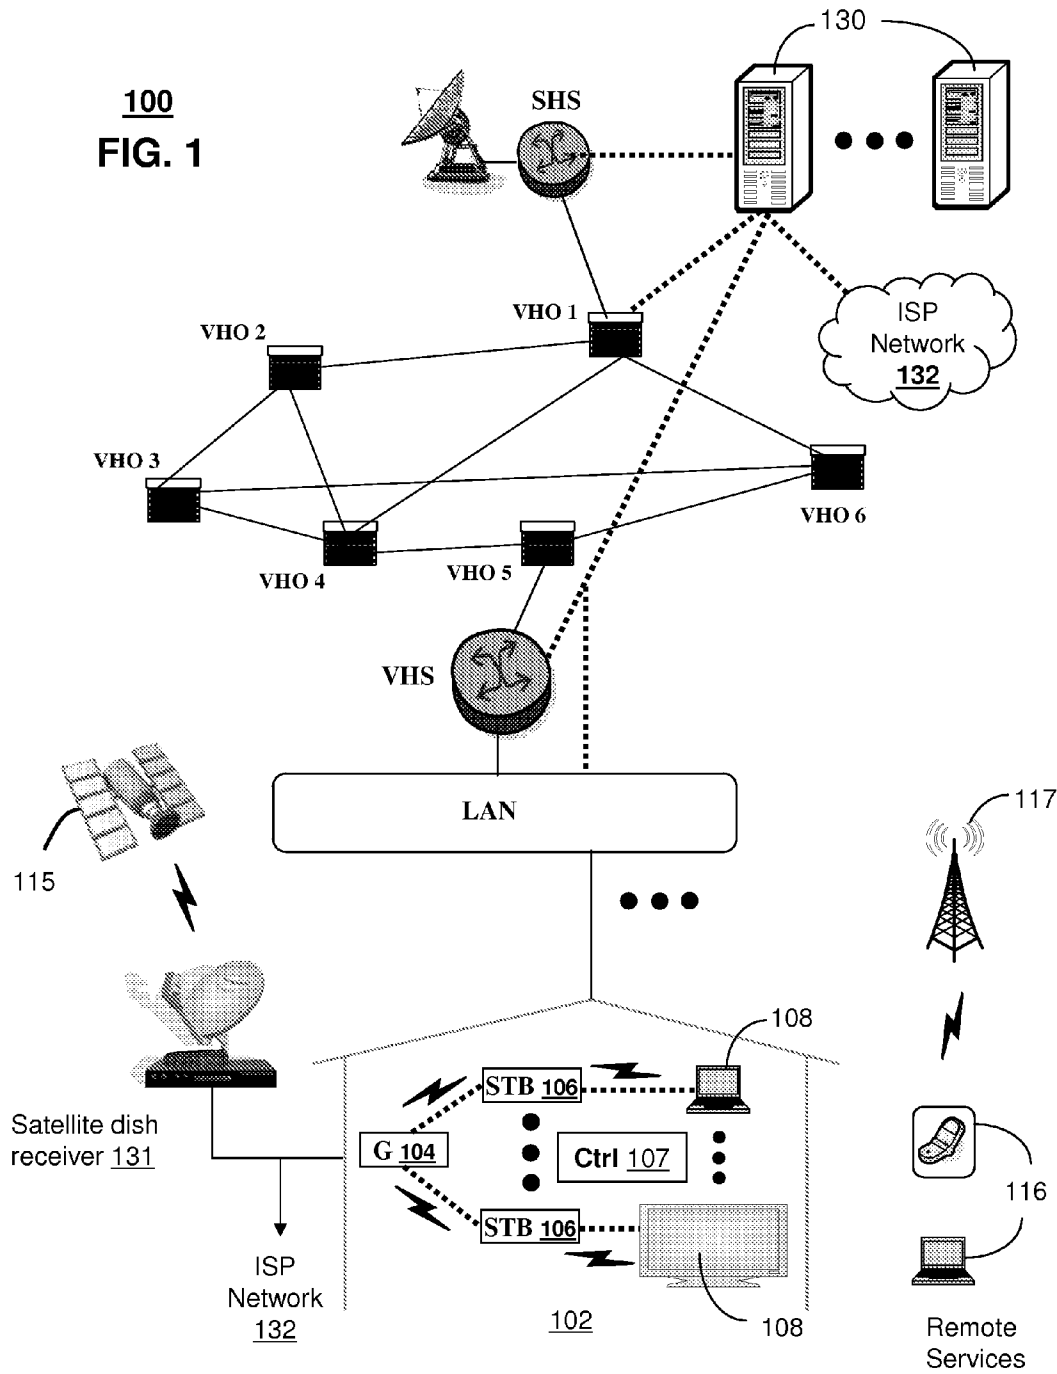 130
100
FIG. 1
SHS
ISP
Network
132
VHO 1
VHO 2
VHO 3
VHO 6
VHO 4
VHO 5
VHS
LAN
117
115
108
STB 106
Satellite dish
receiver 131
G 104
Ctrl 107
116
STB 106
ISP
Network
132
102
108
Remote
Services